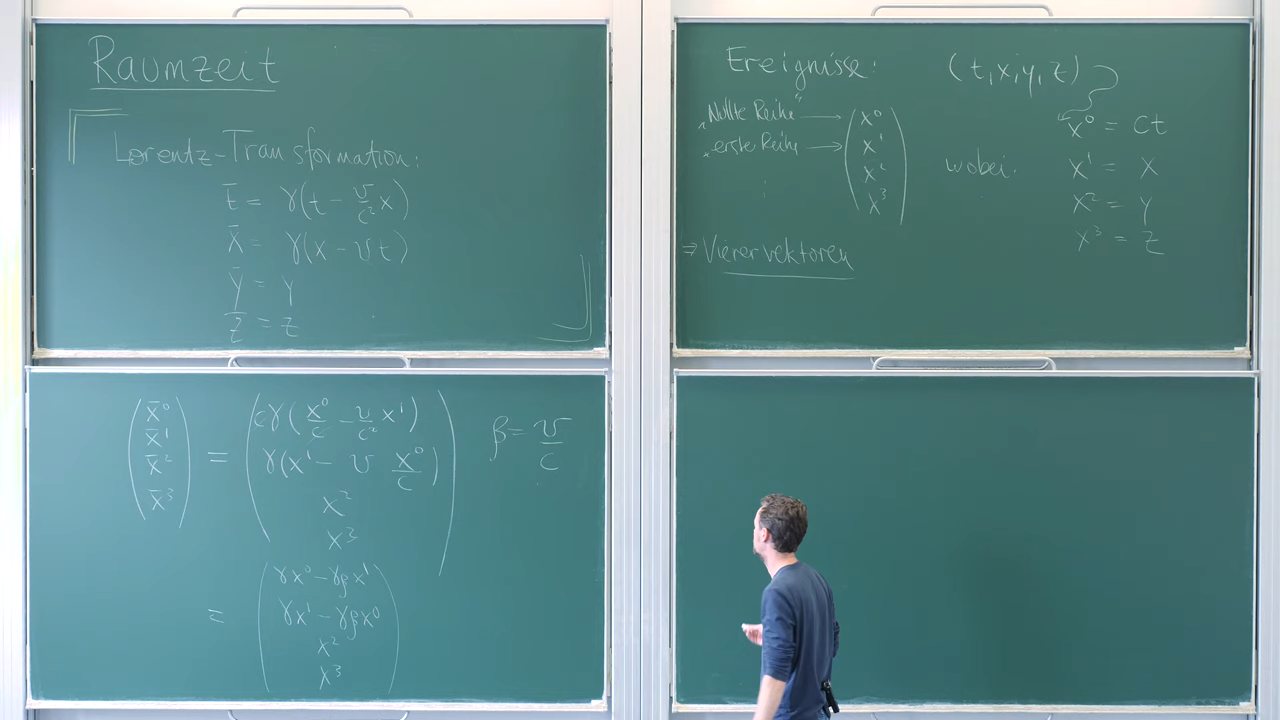 Raumzeit
Lorentz-Transformation:
t̄ = γ(t - v/c² x)
x̄ = γ(x - vt)
ȳ = y
z̄ = z
Ereignisse: (t,x,y,z)
"Nullte Reihe" → (x⁰
"erste Reihe → x¹
x²
x³)
wobei:
x⁰ = ct
x¹ = x
x² = y
x³ = z
⇒ Vierervektoren
(x̄⁰
x̄¹
x̄²
x̄³)
=
(cγ(x⁰/c - v/c² x¹)
γ(x¹ - v x⁰/c)
x²
x³)
β = v/c
=
(γx⁰ - γβx¹
γx¹ - γβx⁰
x²
x³)